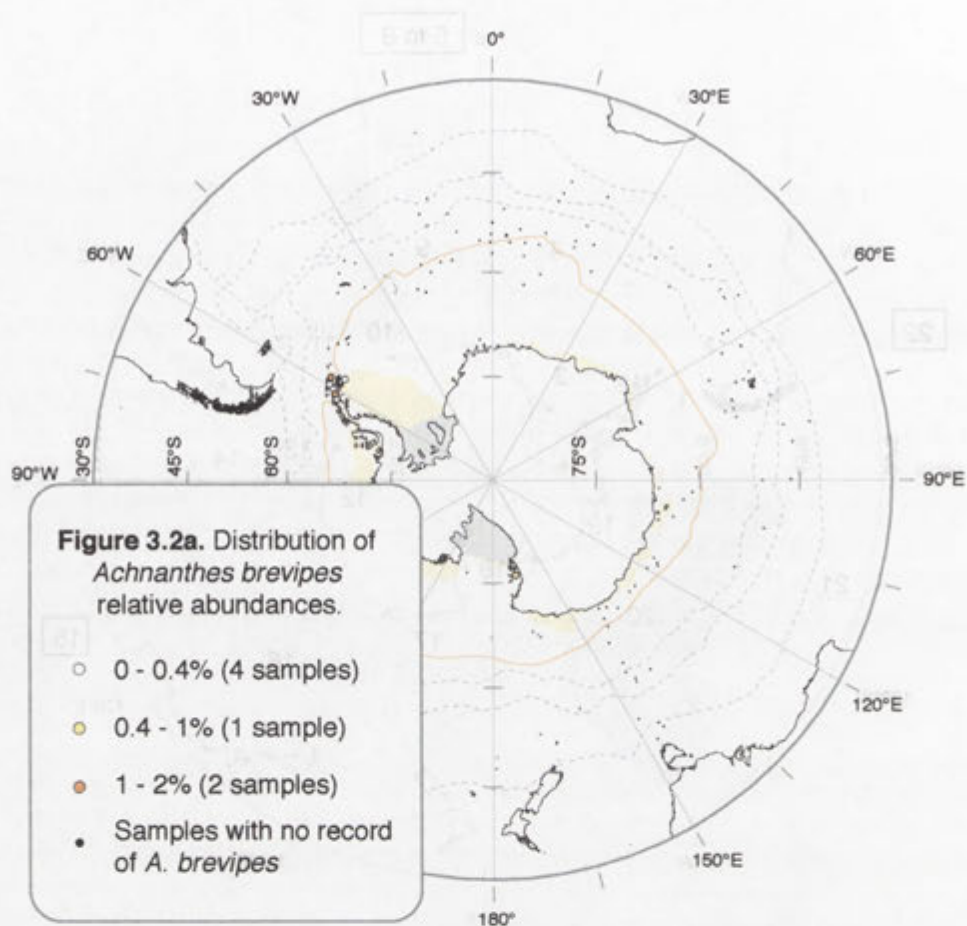 0°
30°W
30°E
60°W
60°E
90°W
30°S
45°S
60°S
75°S
90°E
120°E
150°E
180°
Figure 3.2a. Distribution of
Achnanthes brevipes
relative abundances.
0 - 0.4% (4 samples)
0.4 - 1% (1 sample)
1 - 2% (2 samples)
Samples with no record
of A. brevipes